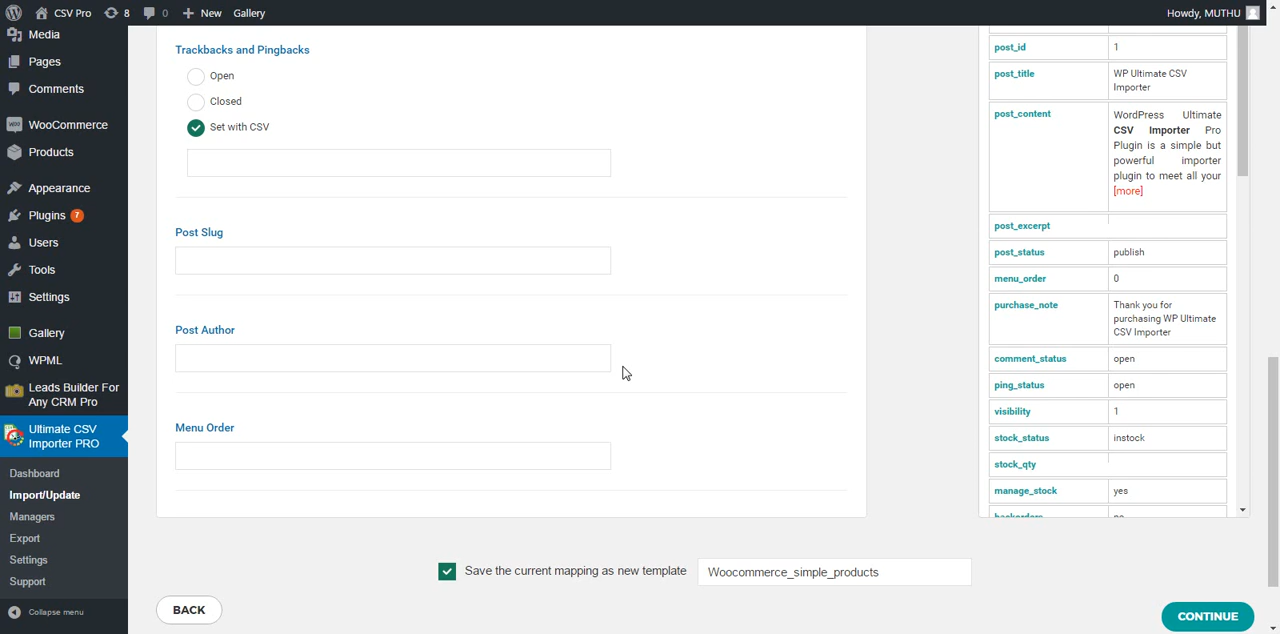 CSV Pro 8 0 New Gallery Howdy, MUTHU
Media
Pages
Comments
WooCommerce
Products
Appearance
Plugins 7
Users
Tools
Settings
Gallery
WPML
Leads Builder For
Any CRM Pro
Ultimate CSV
Importer PRO
Dashboard
Import/Update
Managers
Export
Settings
Support
Collapse menu
Trackbacks and Pingbacks
Open
Closed
Set with CSV
Post Slug
Post Author
Menu Order
post_id 1
post_title WP Ultimate CSV
Importer
post_content WordPress Ultimate
CSV Importer Pro
Plugin is a simple but
powerful importer
plugin to meet all your
[more]
post_excerpt
post_status publish
menu_order 0
purchase_note Thank you for
purchasing WP Ultimate
CSV Importer
comment_status open
ping_status open
visibility 1
stock_status instock
stock_qty
manage_stock yes
backorders no
Save the current mapping as new template Woocommerce_simple_products
BACK CONTINUE